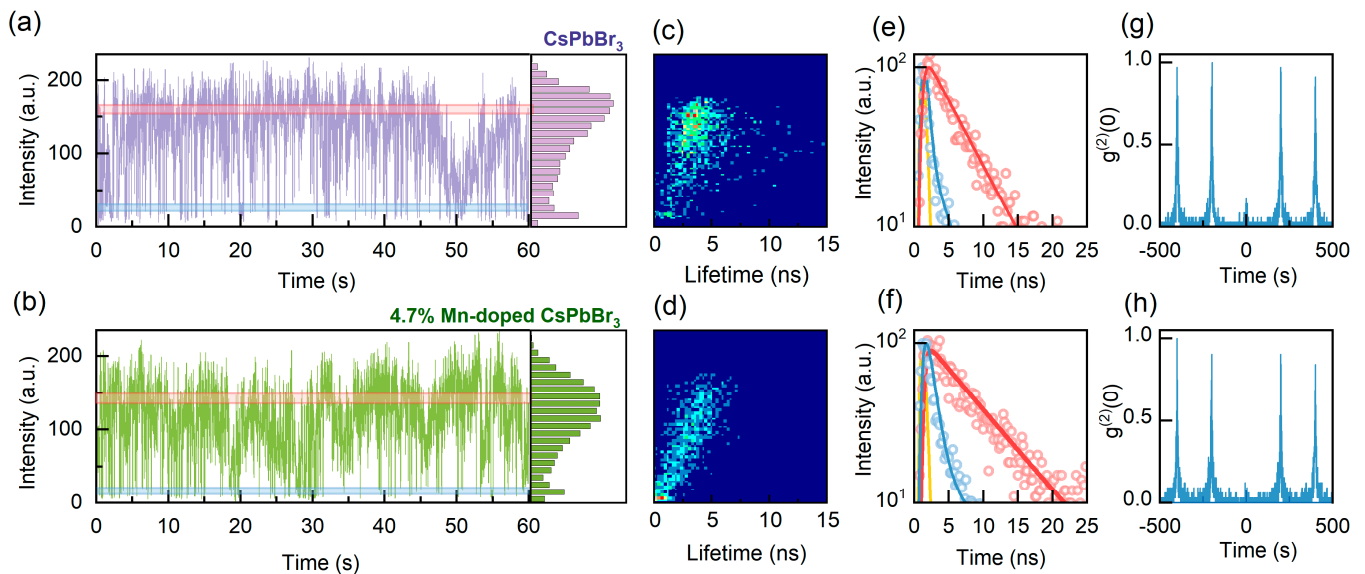 (a)
CsPbBr3
(c)
(e)
(g)
Intensity (a.u.)
200
100
0
0 10 20 30 40 50 60
Time (s)
0 5 10 15
Lifetime (ns)
Intensity (a.u.)
10²
10¹
0 5 10 15 20 25
Time (ns)
g(2)(0)
1.0
0.5
0.0
-500 -250 0 250 500
Time (s)
(b)
4.7% Mn-doped CsPbBr3
(d)
(f)
(h)
Intensity (a.u.)
200
100
0
0 10 20 30 40 50 60
Time (s)
0 5 10 15
Lifetime (ns)
Intensity (a.u.)
10²
10¹
0 5 10 15 20 25
Time (ns)
g(2)(0)
1.0
0.5
0.0
-500 -250 0 250 500
Time (s)